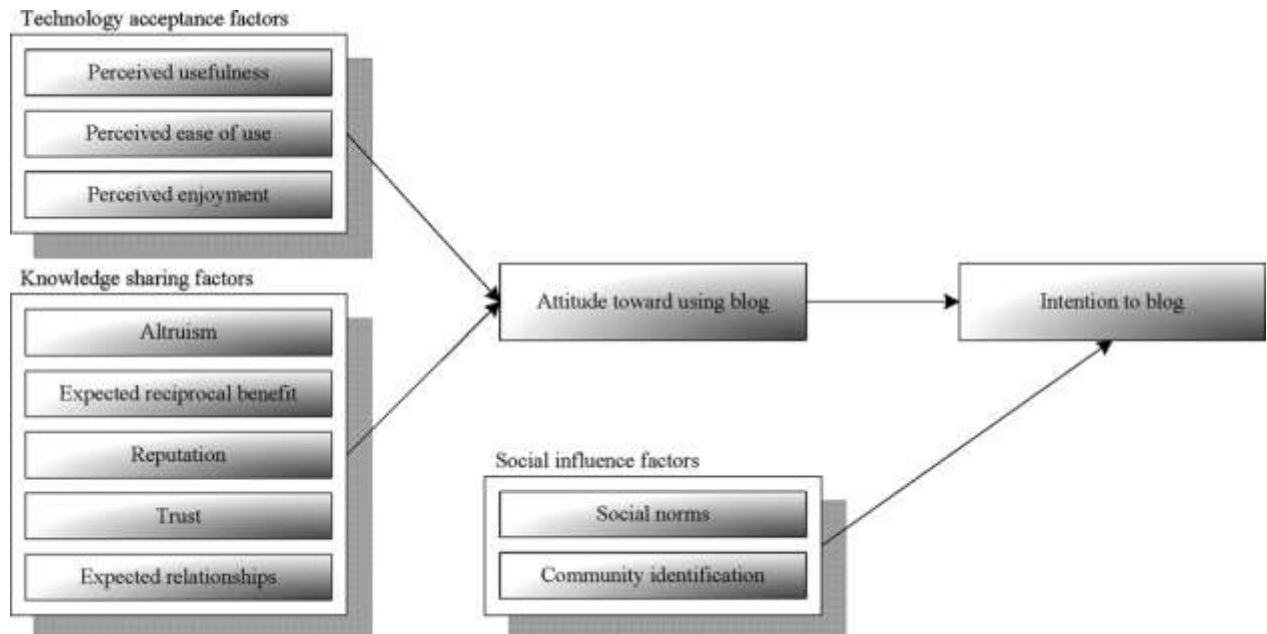 Technology acceptance factors
Perceived usefulness
Perceived ease of use
Perceived enjoyment
Knowledge sharing factors
Altruism
Expected reciprocal benefit
Reputation
Trust
Expected relationships
Attitude toward using blog
Intention to blog
Social influence factors
Social norms
Community identification